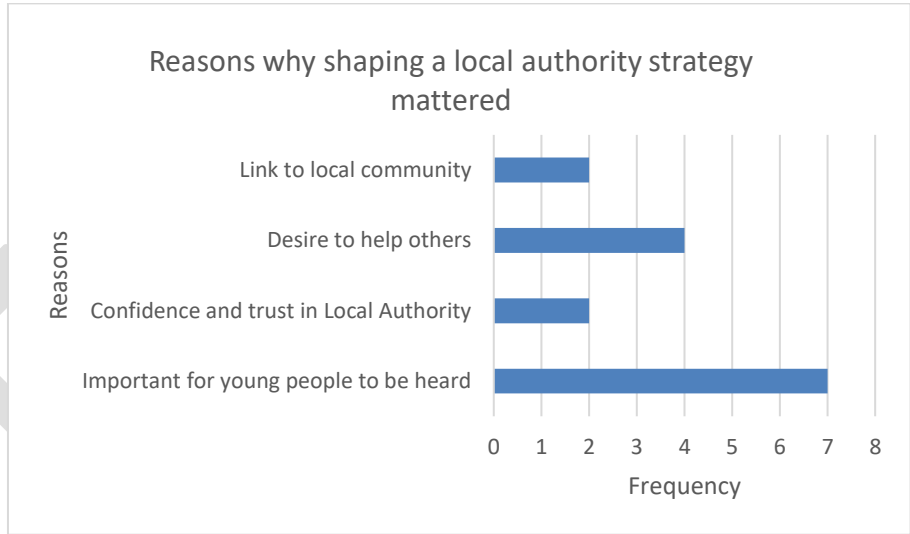 Reasons why shaping a local authority strategy
mattered
Reasons
Link to local community
Desire to help others
Confidence and trust in Local Authority
Important for young people to be heard
0 1 2 3 4 5 6 7 8
Frequency